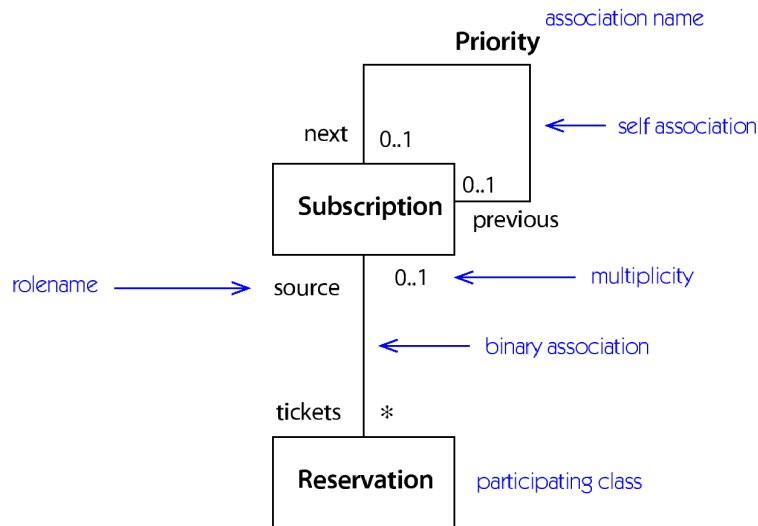 association name
Priority
self association
next
0..1
0..1
Subscription
previous
rolename
source
0..1
multiplicity
binary association
tickets
*
Reservation
participating class